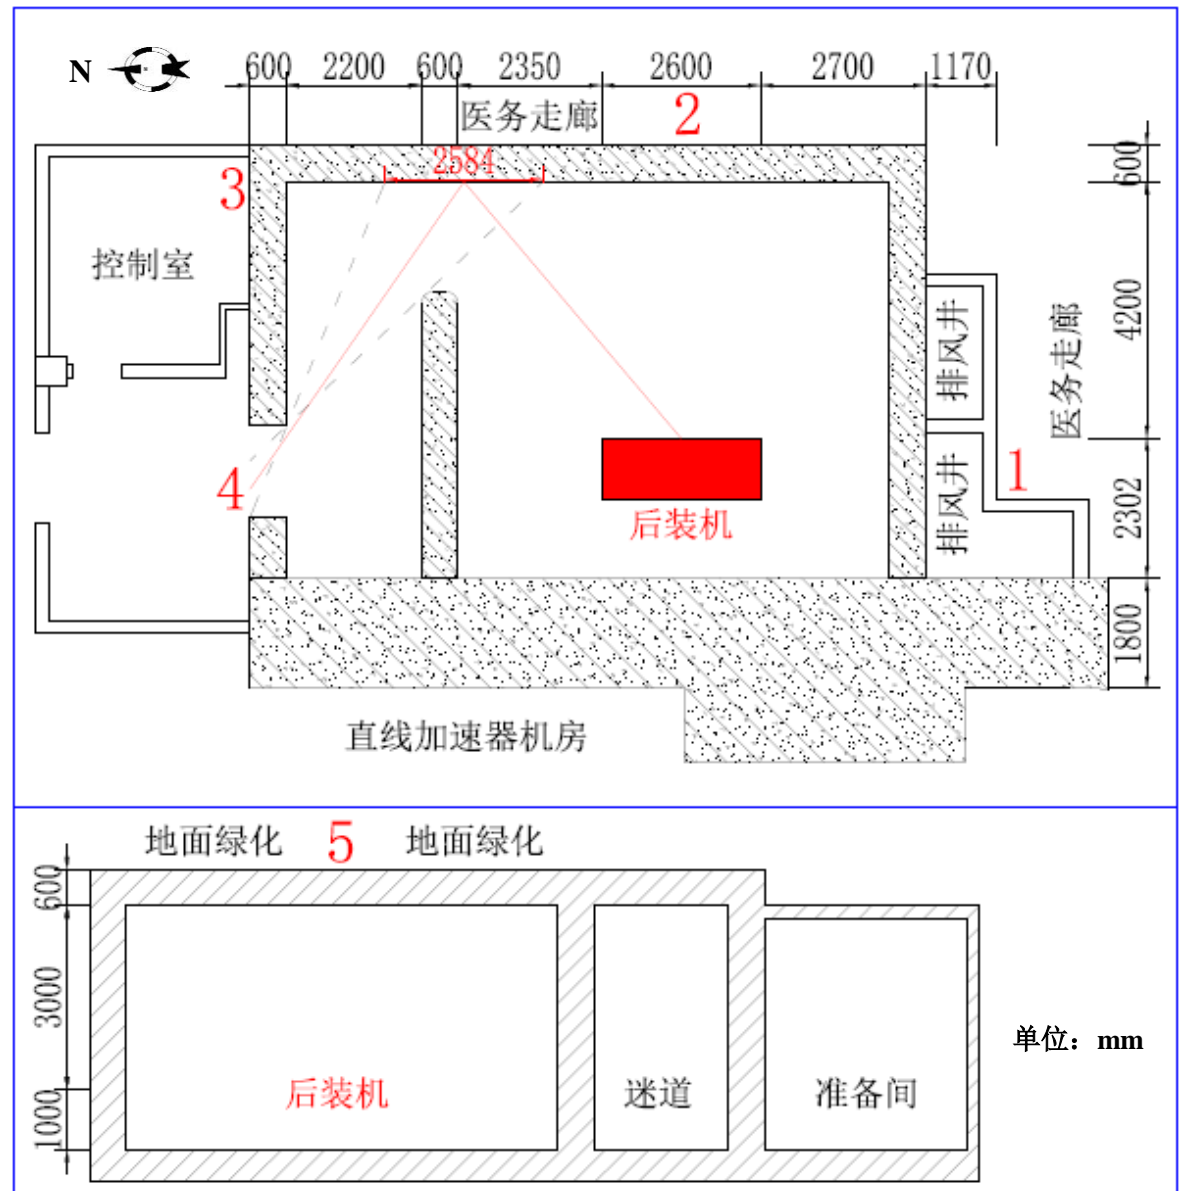 N
600 2200 600 2350 2600 2700 1170
医务走廊 2
2584
600
3
控制室
4200
排风井
医务走廊
4
1
后装机
排风井
2302
1800
直线加速器机房
地面绿化 5 地面绿化
600
3000
单位：mm
后装机 迷道 准备间
1000